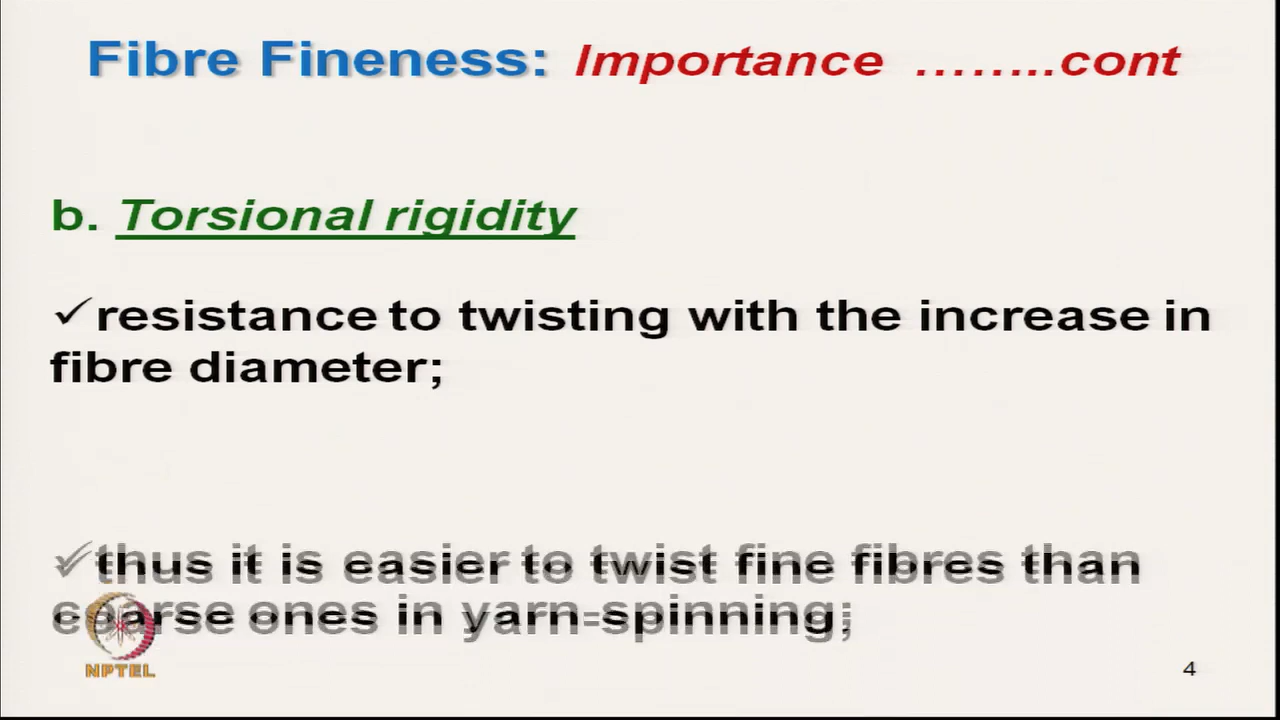 Fibre Fineness: Importance ……..cont
b. Torsional rigidity
✓resistance to twisting with the increase in
fibre diameter;
✓thus it is easier to twist fine fibres than
coarse ones in yarn-spinning;
NPTEL
4